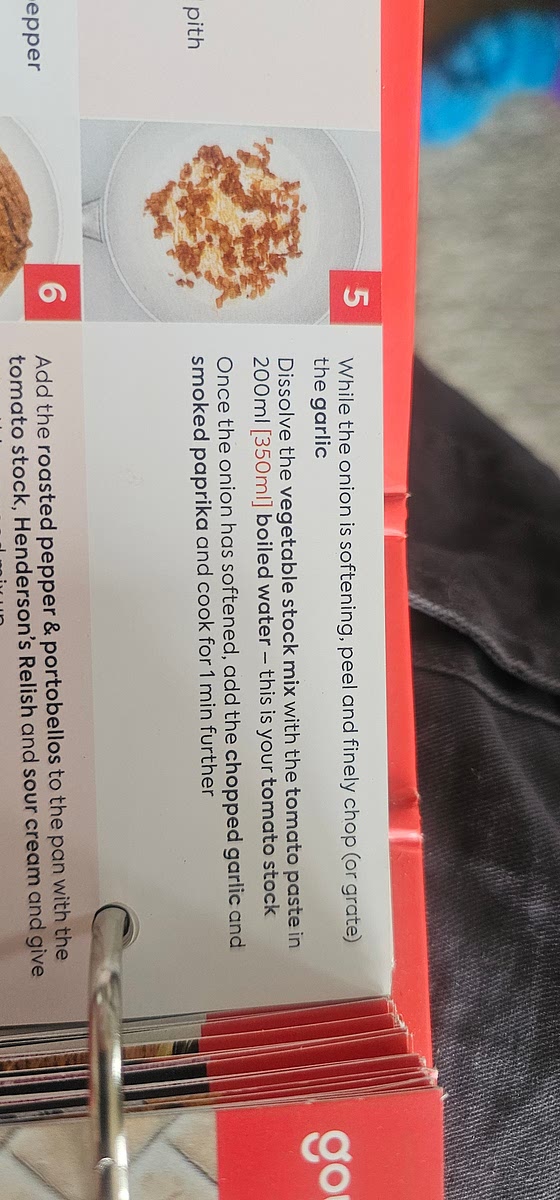 pith
5
While the onion is softening, peel and finely chop (or grate)
the garlic
Dissolve the vegetable stock mix with the tomato paste in
200ml [350ml] boiled water – this is your tomato stock
Once the onion has softened, add the chopped garlic and
smoked paprika and cook for 1 min further
epper
6
Add the roasted pepper & portobellos to the pan with the
tomato stock, Henderson's Relish and sour cream and give
gou